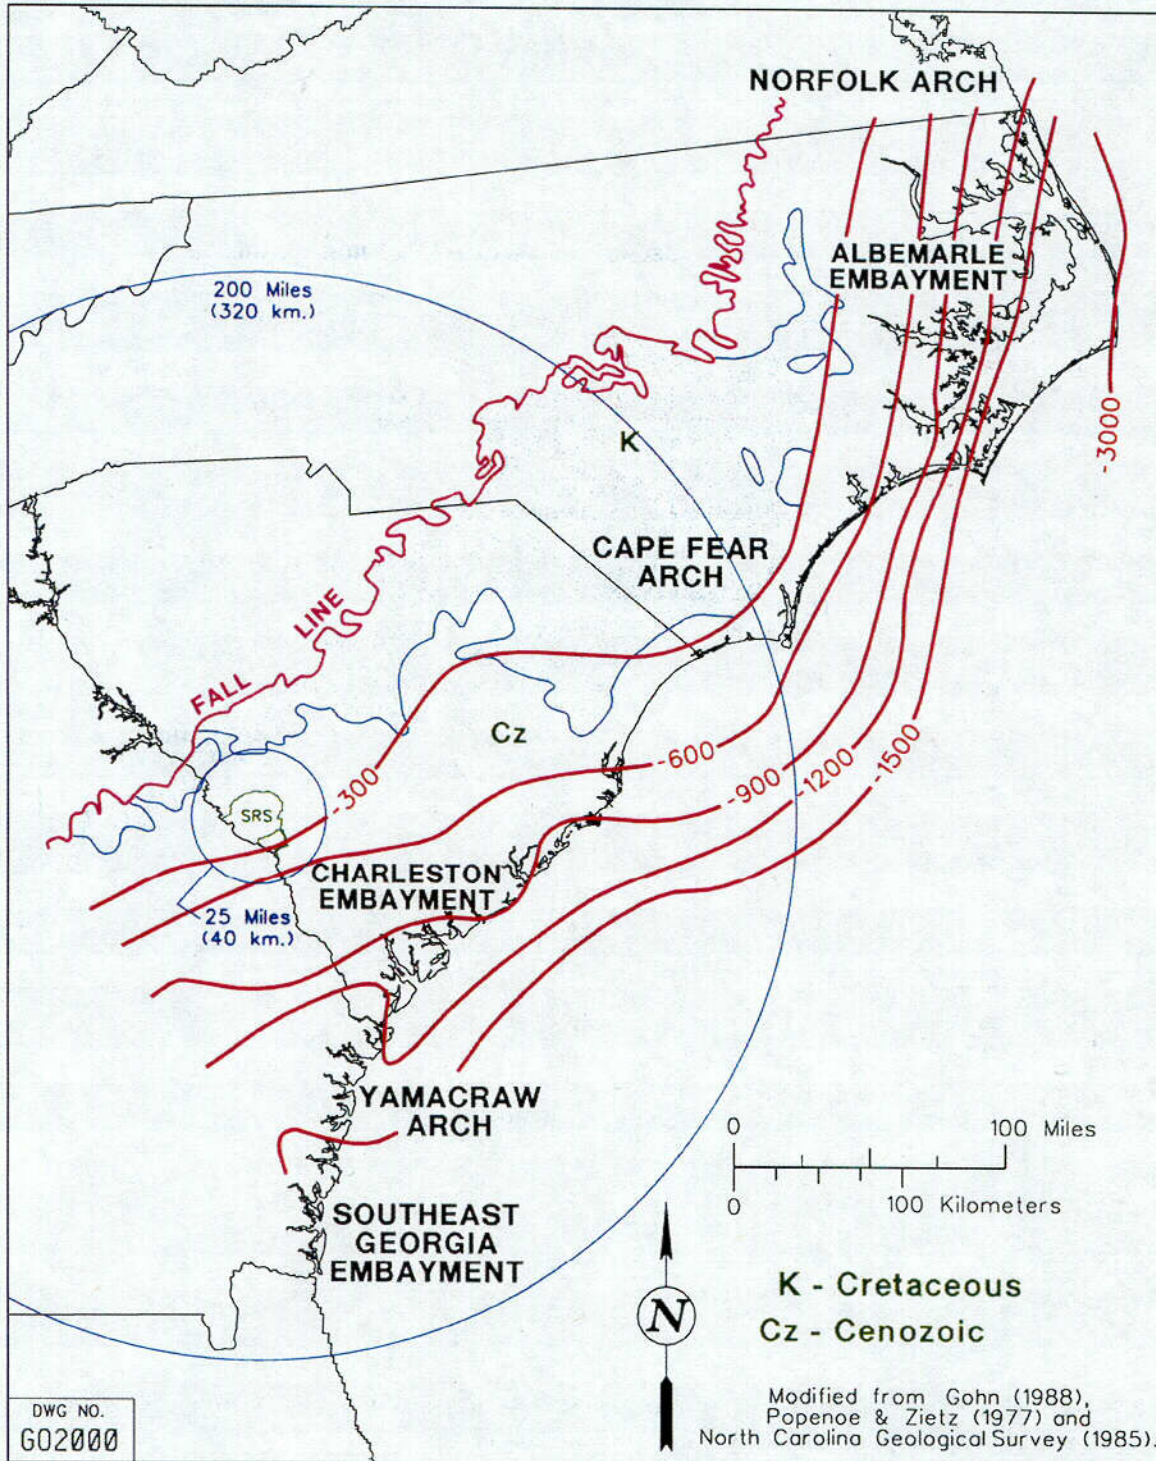 NORFOLK ARCH
ALBEMARLE
EMBAYMENT
200 Miles
(320 km.)
K
-3000
CAPE FEAR
ARCH
FALL LINE
Cz
-300
-600
-900
-1200
-1500
SRS
CHARLESTON
EMBAYMENT
25 Miles
(40 km.)
YAMACRAW
ARCH
0
100 Miles
0
100 Kilometers
SOUTHEAST
GEORGIA
EMBAYMENT
N
K - Cretaceous
Cz - Cenozoic
Modified from Gohn (1988),
Popenoe & Zietz (1977) and
North Carolina Geological Survey (1985).
DWG NO.
G02000